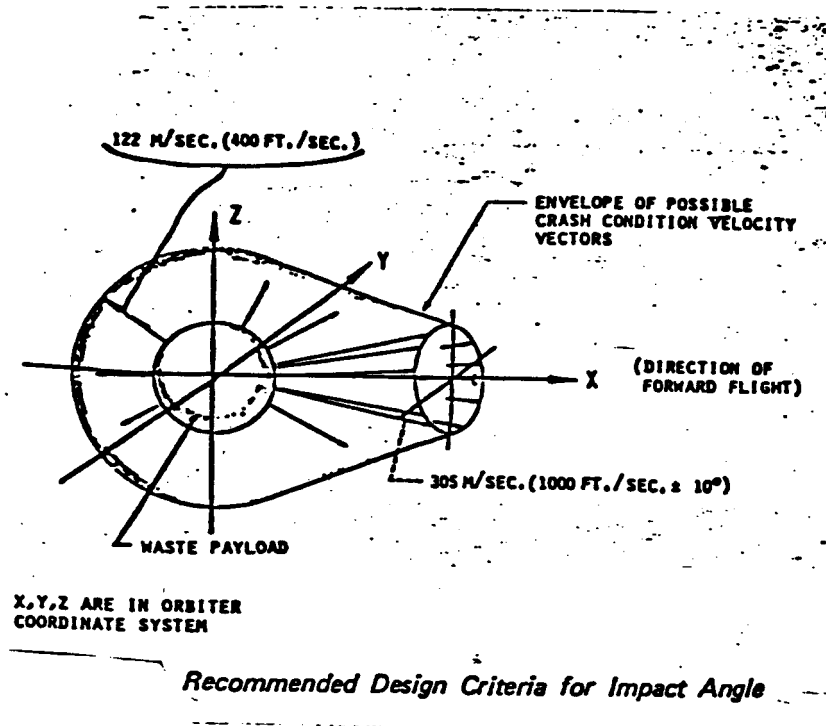 122 M/SEC.(400 FT./SEC.)
ENVELOPE OF POSSIBLE
CRASH CONDITION VELOCITY
VECTORS
Z
Y
X
(DIRECTION OF
FORWARD FLIGHT)
305 M/SEC.(1000 FT./SEC.± 10°)
WASTE PAYLOAD
X,Y,Z ARE IN ORBITER
COORDINATE SYSTEM
Recommended Design Criteria for Impact Angle